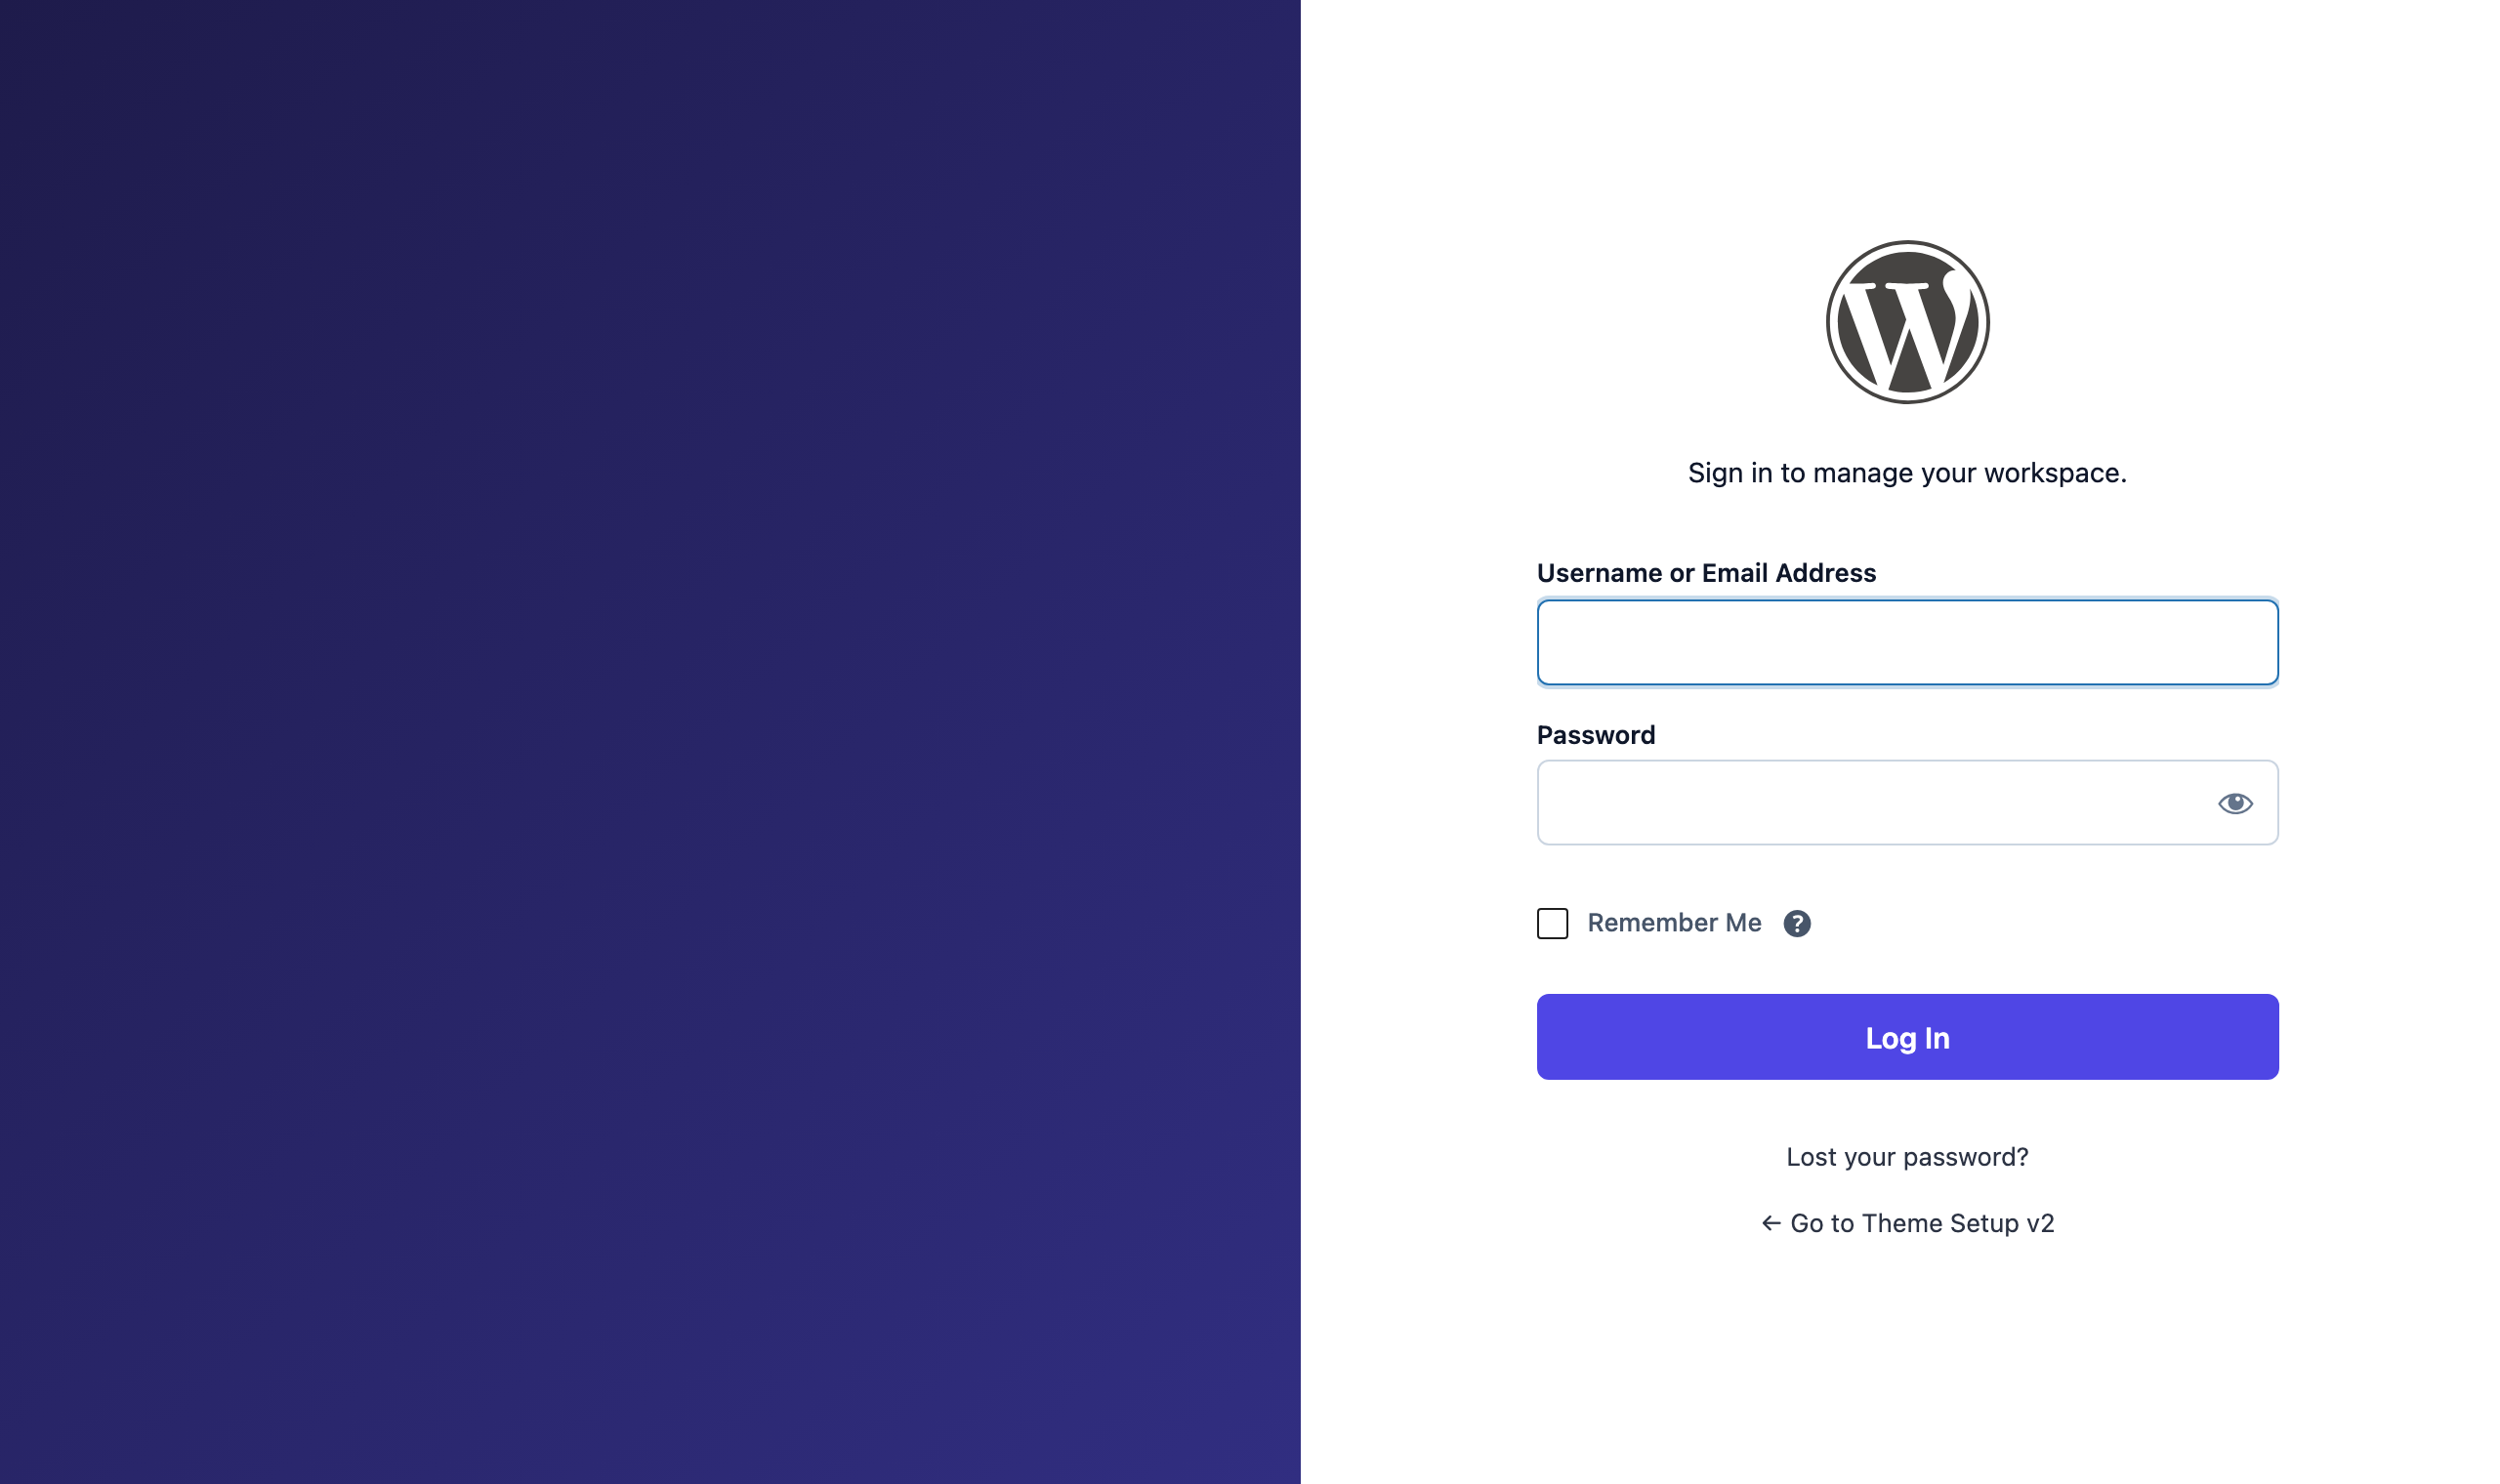 Sign in to manage your workspace.
Username or Email Address
Password
Remember Me ?
Log In
Lost your password?
← Go to Theme Setup v2